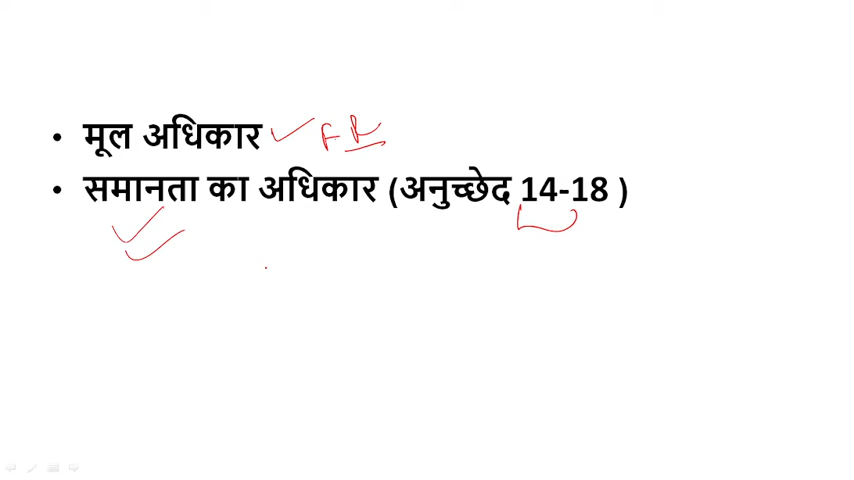 • मूल अधिकार FR
• समानता का अधिकार (अनुच्छेद 14-18 )